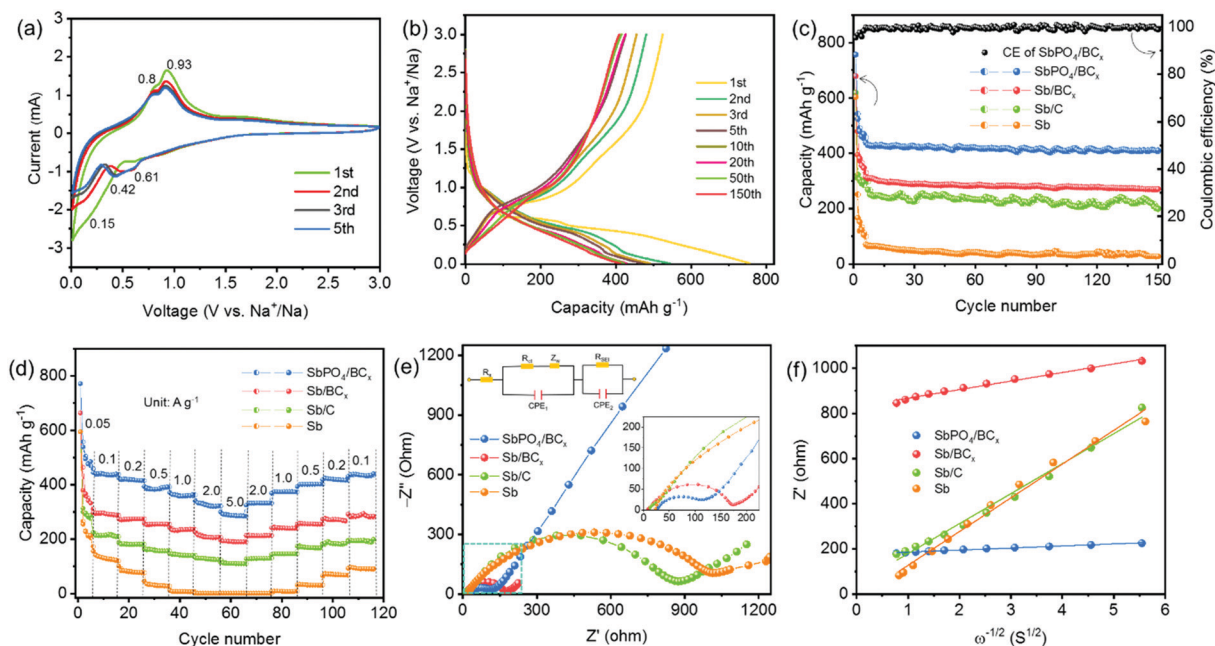 (a)
Current (mA)
3
2
1
0
-1
-2
-3
0.8
0.93
0.61
0.42
0.15
1st
2nd
3rd
5th
0.0 0.5 1.0 1.5 2.0 2.5 3.0
Voltage (V vs. Na⁺/Na)
(b)
Voltage (V vs. Na⁺/Na)
3.0
2.5
2.0
1.5
1.0
0.5
0.0
1st
2nd
3rd
5th
10th
20th
50th
150th
0 200 400 600 800
Capacity (mAh g⁻¹)
(c)
Capacity (mAh g⁻¹)
800
600
400
200
0
CE of SbPO₄/BCₓ
SbPO₄/BCₓ
Sb/BCₓ
Sb/C
Sb
100
80
60
40
20
0
Coulombic efficiency (%)
0 30 60 90 120 150
Cycle number
(d)
Capacity (mAh g⁻¹)
800
600
400
200
0
SbPO₄/BCₓ
Sb/BCₓ
Sb/C
Sb
Unit: A g⁻¹
0.05
0.1 0.2 0.5 1.0 2.0 5.0 2.0 1.0 0.5 0.2 0.1
0 20 40 60 80 100 120
Cycle number
(e)
-Z'' (Ohm)
1200
900
600
300
0
Rₛ
R_ct
Z_w
CPE₁
R_SEI
CPE₂
SbPO₄/BCₓ
Sb/BCₓ
Sb/C
Sb
200
150
100
50
0
0 50 100 150 200
0 300 600 900 1200
Z' (ohm)
(f)
Z' (ohm)
1000
800
600
400
200
0
SbPO₄/BCₓ
Sb/BCₓ
Sb/C
Sb
0 1 2 3 4 5 6
ω⁻¹/² (S¹/²)